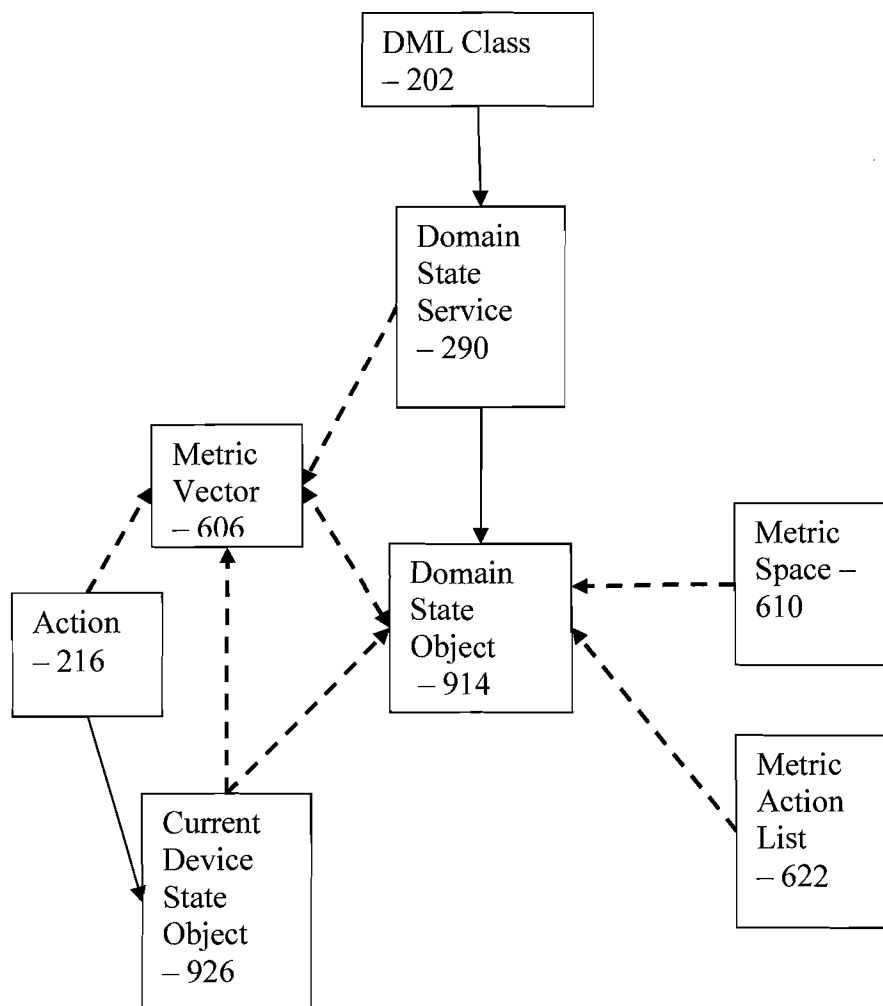 DML Class
– 202
Domain
State
Service
– 290
Metric
Vector
– 606
Domain
State
Object
– 914
Metric
Space –
610
Action
– 216
Metric
Action
List
– 622
Current
Device
State
Object
– 926